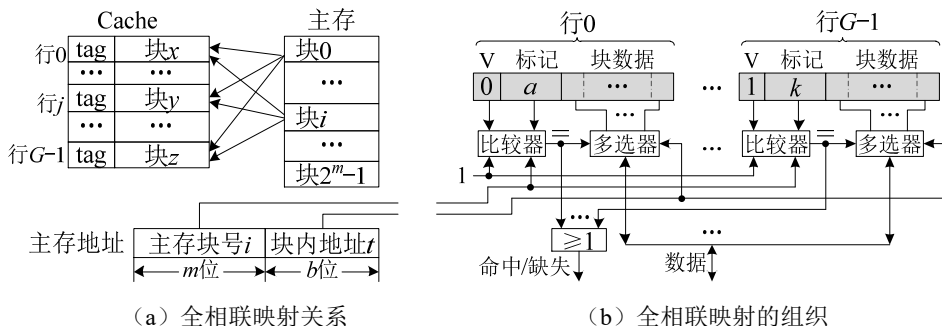 Cache 主存
行0 tag 块x 块0
••• ••• •••
行j tag 块y 块i
••• ••• •••
行G-1 tag 块z 块2^m-1
主存地址 主存块号i 块内地址t
m位 b位
(a) 全相联映射关系
行0 行G-1
V 标记 块数据 V 标记 块数据
0 a ••• ••• 1 k •••
••• •••
比较器 = 多选器 ••• 比较器 = 多选器
1
•••
≥1 •••
命中/缺失 数据
(b) 全相联映射的组织